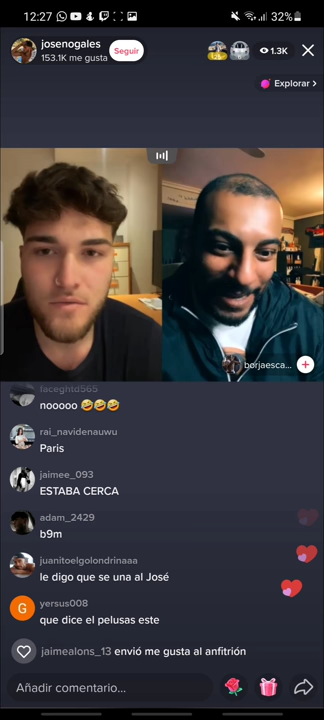 12:27
32%
josenogales
153.1K me gusta
Seguir
1.3K
Explorar
borjaesca...
faceghtd565
nooooo 🤣🤣🤣
rai_navidenauwu
Paris
jaimee_093
ESTABA CERCA
adam_2429
b9m
juanitoelgolondrinaaa
le digo que se una al José
G
yersus008
que dice el pelusas este
jaimealons_13 envió me gusta al anfitrión
Añadir comentario...